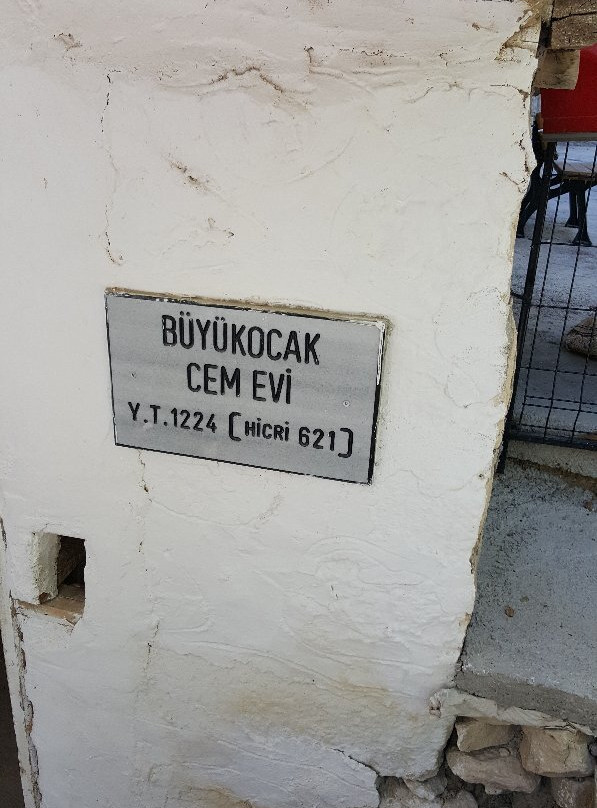 BÜYÜKOCAK
CEM EVİ
Y.T.1224 (HİCRİ 621)